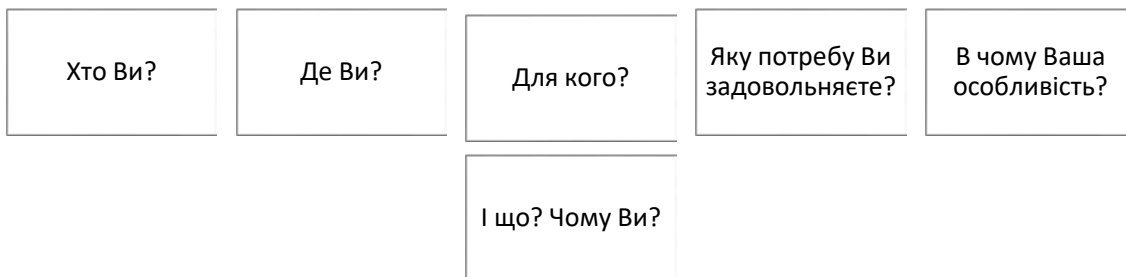 Хто Ви?
Де Ви?
Для кого?
Яку потребу Ви
задовольняєте?
В чому Ваша
особливість?
І що? Чому Ви?